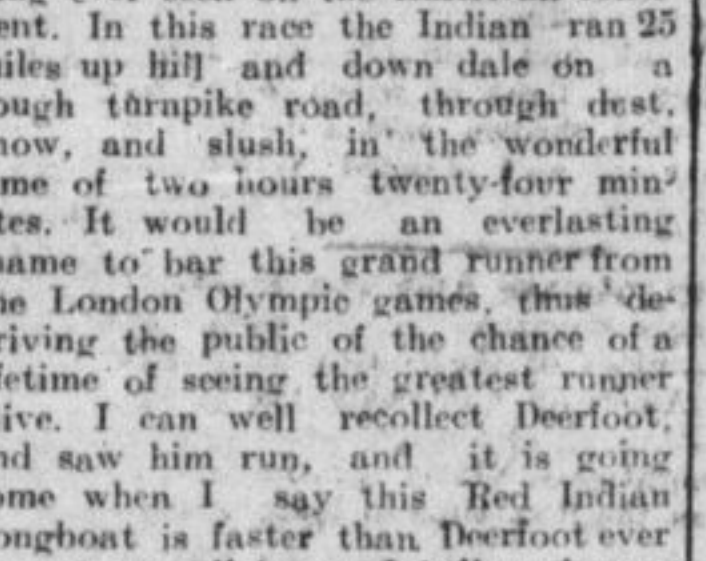 ent. In this race the Indian ran 25
iles up hill and down dale on a
ough turnpike road, through dust,
now, and slush, in the wonderful
me of two hours twenty-four min-
tes. It would be an everlasting
hame to bar this grand runner from
he London Olympic games, thus de-
riving the public of the chance of a
fetime of seeing the greatest runner
live. I can well recollect Deerfoot,
nd saw him run, and it is going
ome when I say this Red Indian
ongboat is faster than Deerfoot ever